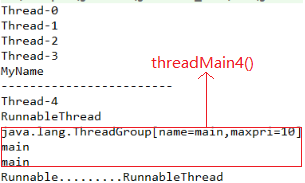 Thread-0
Thread-1
Thread-2
Thread-3
MyName
threadMain4()
------------------------
Thread-4
RunnableThread
java.lang.ThreadGroup[name=main,maxpri=10]
main
main
Runnable.........RunnableThread